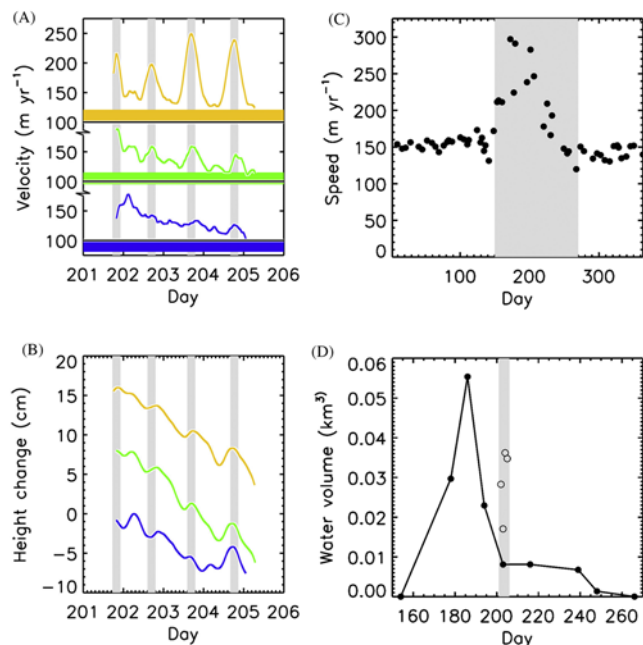 (A)
250
200
150
100
150
100
150
100
Velocity (m yr⁻¹)
201 202 203 204 205 206
Day
(C)
300
250
200
150
100
50
0
Speed (m yr⁻¹)
100 200 300
Day
(B)
20
15
10
5
0
−5
−10
Height change (cm)
201 202 203 204 205 206
Day
(D)
0.06
0.05
0.04
0.03
0.02
0.01
0.00
Water volume (km³)
160 180 200 220 240 260
Day